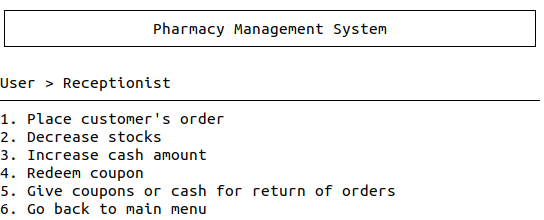 Pharmacy Management System
User > Receptionist
1. Place customer's order
2. Decrease stocks
3. Increase cash amount
4. Redeem coupon
5. Give coupons or cash for return of orders
6. Go back to main menu